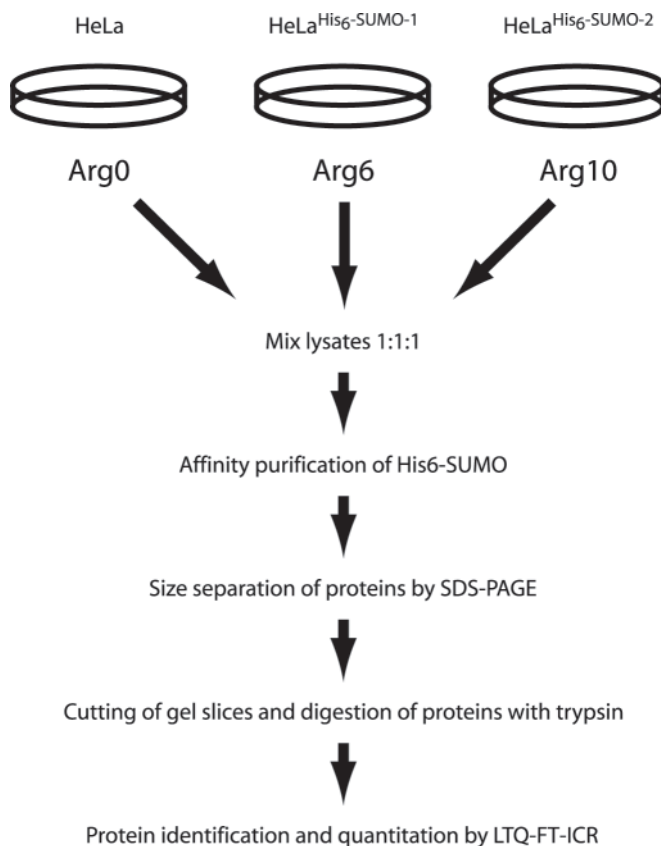 HeLa HeLaHis6-SUMO-1 HeLaHis6-SUMO-2
Arg0 Arg6 Arg10
Mix lysates 1:1:1
Affinity purification of His6-SUMO
Size separation of proteins by SDS-PAGE
Cutting of gel slices and digestion of proteins with trypsin
Protein identification and quantitation by LTQ-FT-ICR